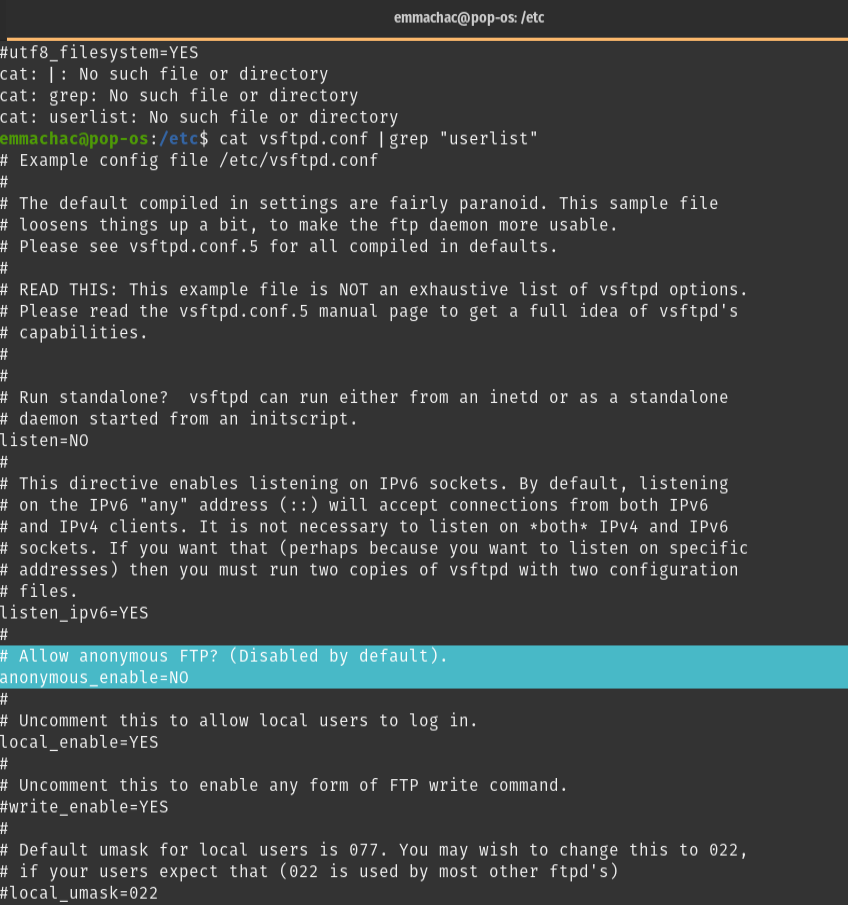 emmachac@pop-os: /etc
#utf8_filesystem=YES
cat: |: No such file or directory
cat: grep: No such file or directory
cat: userlist: No such file or directory
emmachac@pop-os:/etc$ cat vsftpd.conf |grep "userlist"
# Example config file /etc/vsftpd.conf
#
# The default compiled in settings are fairly paranoid. This sample file
# loosens things up a bit, to make the ftp daemon more usable.
# Please see vsftpd.conf.5 for all compiled in defaults.
#
# READ THIS: This example file is NOT an exhaustive list of vsftpd options.
# Please read the vsftpd.conf.5 manual page to get a full idea of vsftpd's
# capabilities.
#
#
# Run standalone?  vsftpd can run either from an inetd or as a standalone
# daemon started from an initscript.
listen=NO
#
# This directive enables listening on IPv6 sockets. By default, listening
# on the IPv6 "any" address (::) will accept connections from both IPv6
# and IPv4 clients. It is not necessary to listen on *both* IPv4 and IPv6
# sockets. If you want that (perhaps because you want to listen on specific
# addresses) then you must run two copies of vsftpd with two configuration
# files.
listen_ipv6=YES
#
# Allow anonymous FTP? (Disabled by default).
anonymous_enable=NO
#
# Uncomment this to allow local users to log in.
local_enable=YES
#
# Uncomment this to enable any form of FTP write command.
#write_enable=YES
#
# Default umask for local users is 077. You may wish to change this to 022,
# if your users expect that (022 is used by most other ftpd's)
#local_umask=022